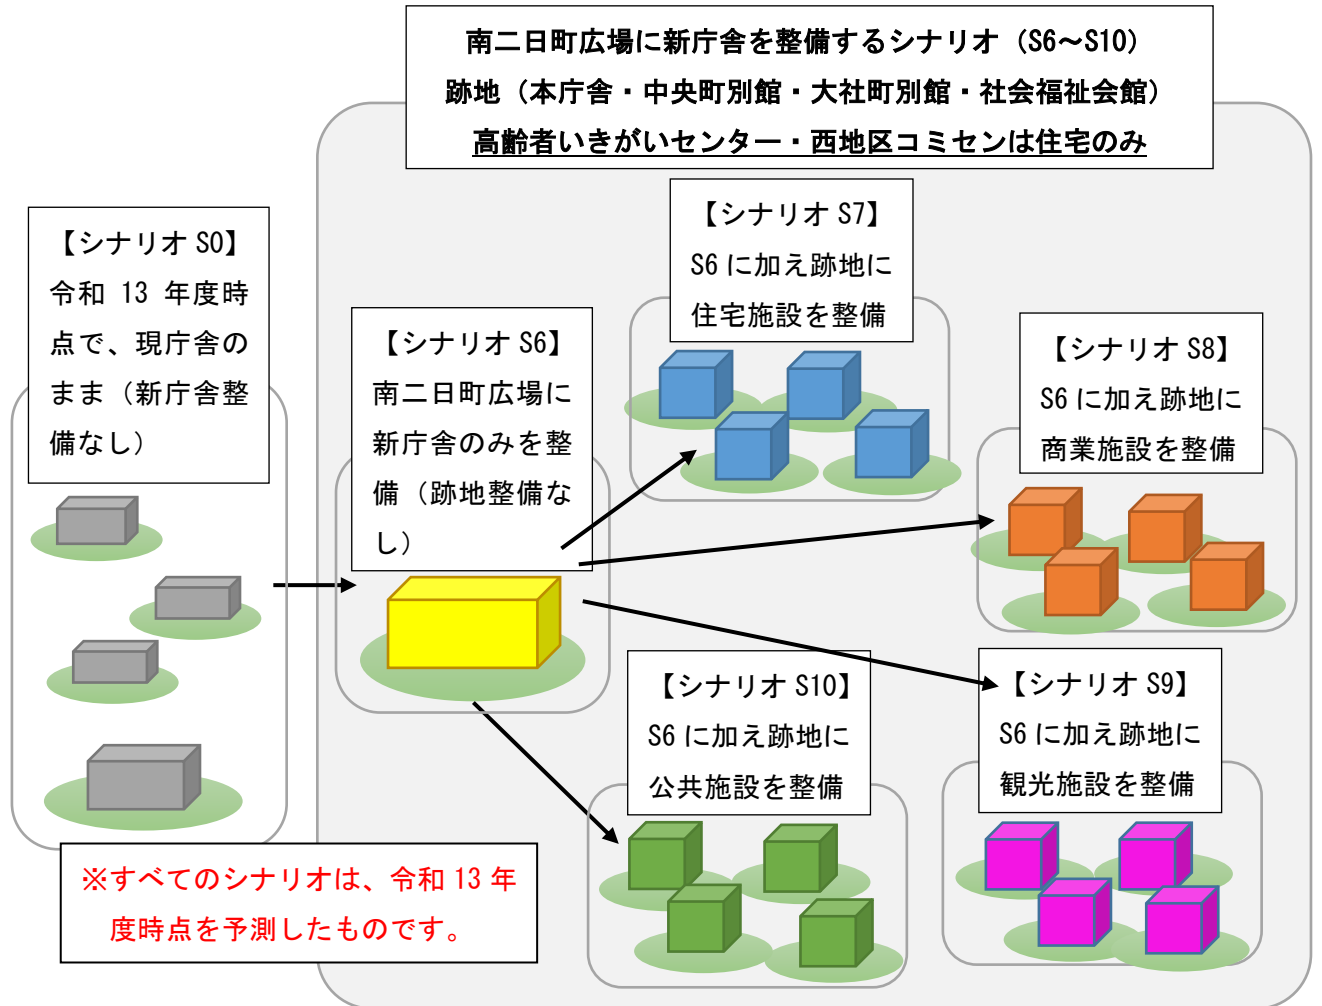 南二日町広場に新庁舎を整備するシナリオ（S6～S10）
跡地（本庁舎・中央町別館・大社町別館・社会福祉会館）
高齢者いきがいセンター・西地区コミセンは住宅のみ
【シナリオ S0】
令和 13 年度時
点で、現庁舎の
まま（新庁舎整
備なし）
【シナリオ S6】
南二日町広場に
新庁舎のみを整
備（跡地整備な
し）
【シナリオ S7】
S6 に加え跡地に
住宅施設を整備
【シナリオ S8】
S6 に加え跡地に
商業施設を整備
【シナリオ S10】
S6 に加え跡地に
公共施設を整備
【シナリオ S9】
S6 に加え跡地に
観光施設を整備
※すべてのシナリオは、令和 13 年
度時点を予測したものです。